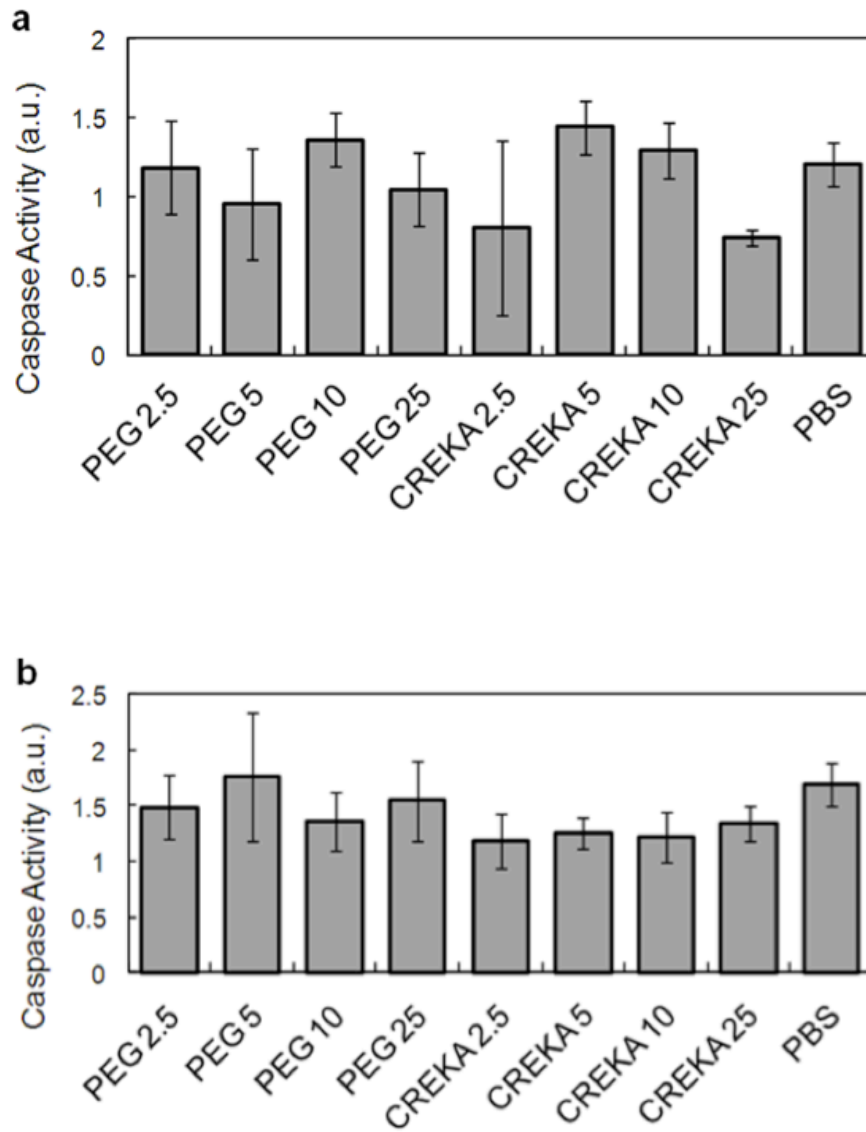 a
Caspase Activity (a.u.)
2
1.5
1
0.5
0
PEG 2.5
PEG 5
PEG 10
PEG 25
CREKA 2.5
CREKA 5
CREKA 10
CREKA 25
PBS
b
Caspase Activity (a.u.)
2.5
2
1.5
1
0.5
0
PEG 2.5
PEG 5
PEG 10
PEG 25
CREKA 2.5
CREKA 5
CREKA 10
CREKA 25
PBS